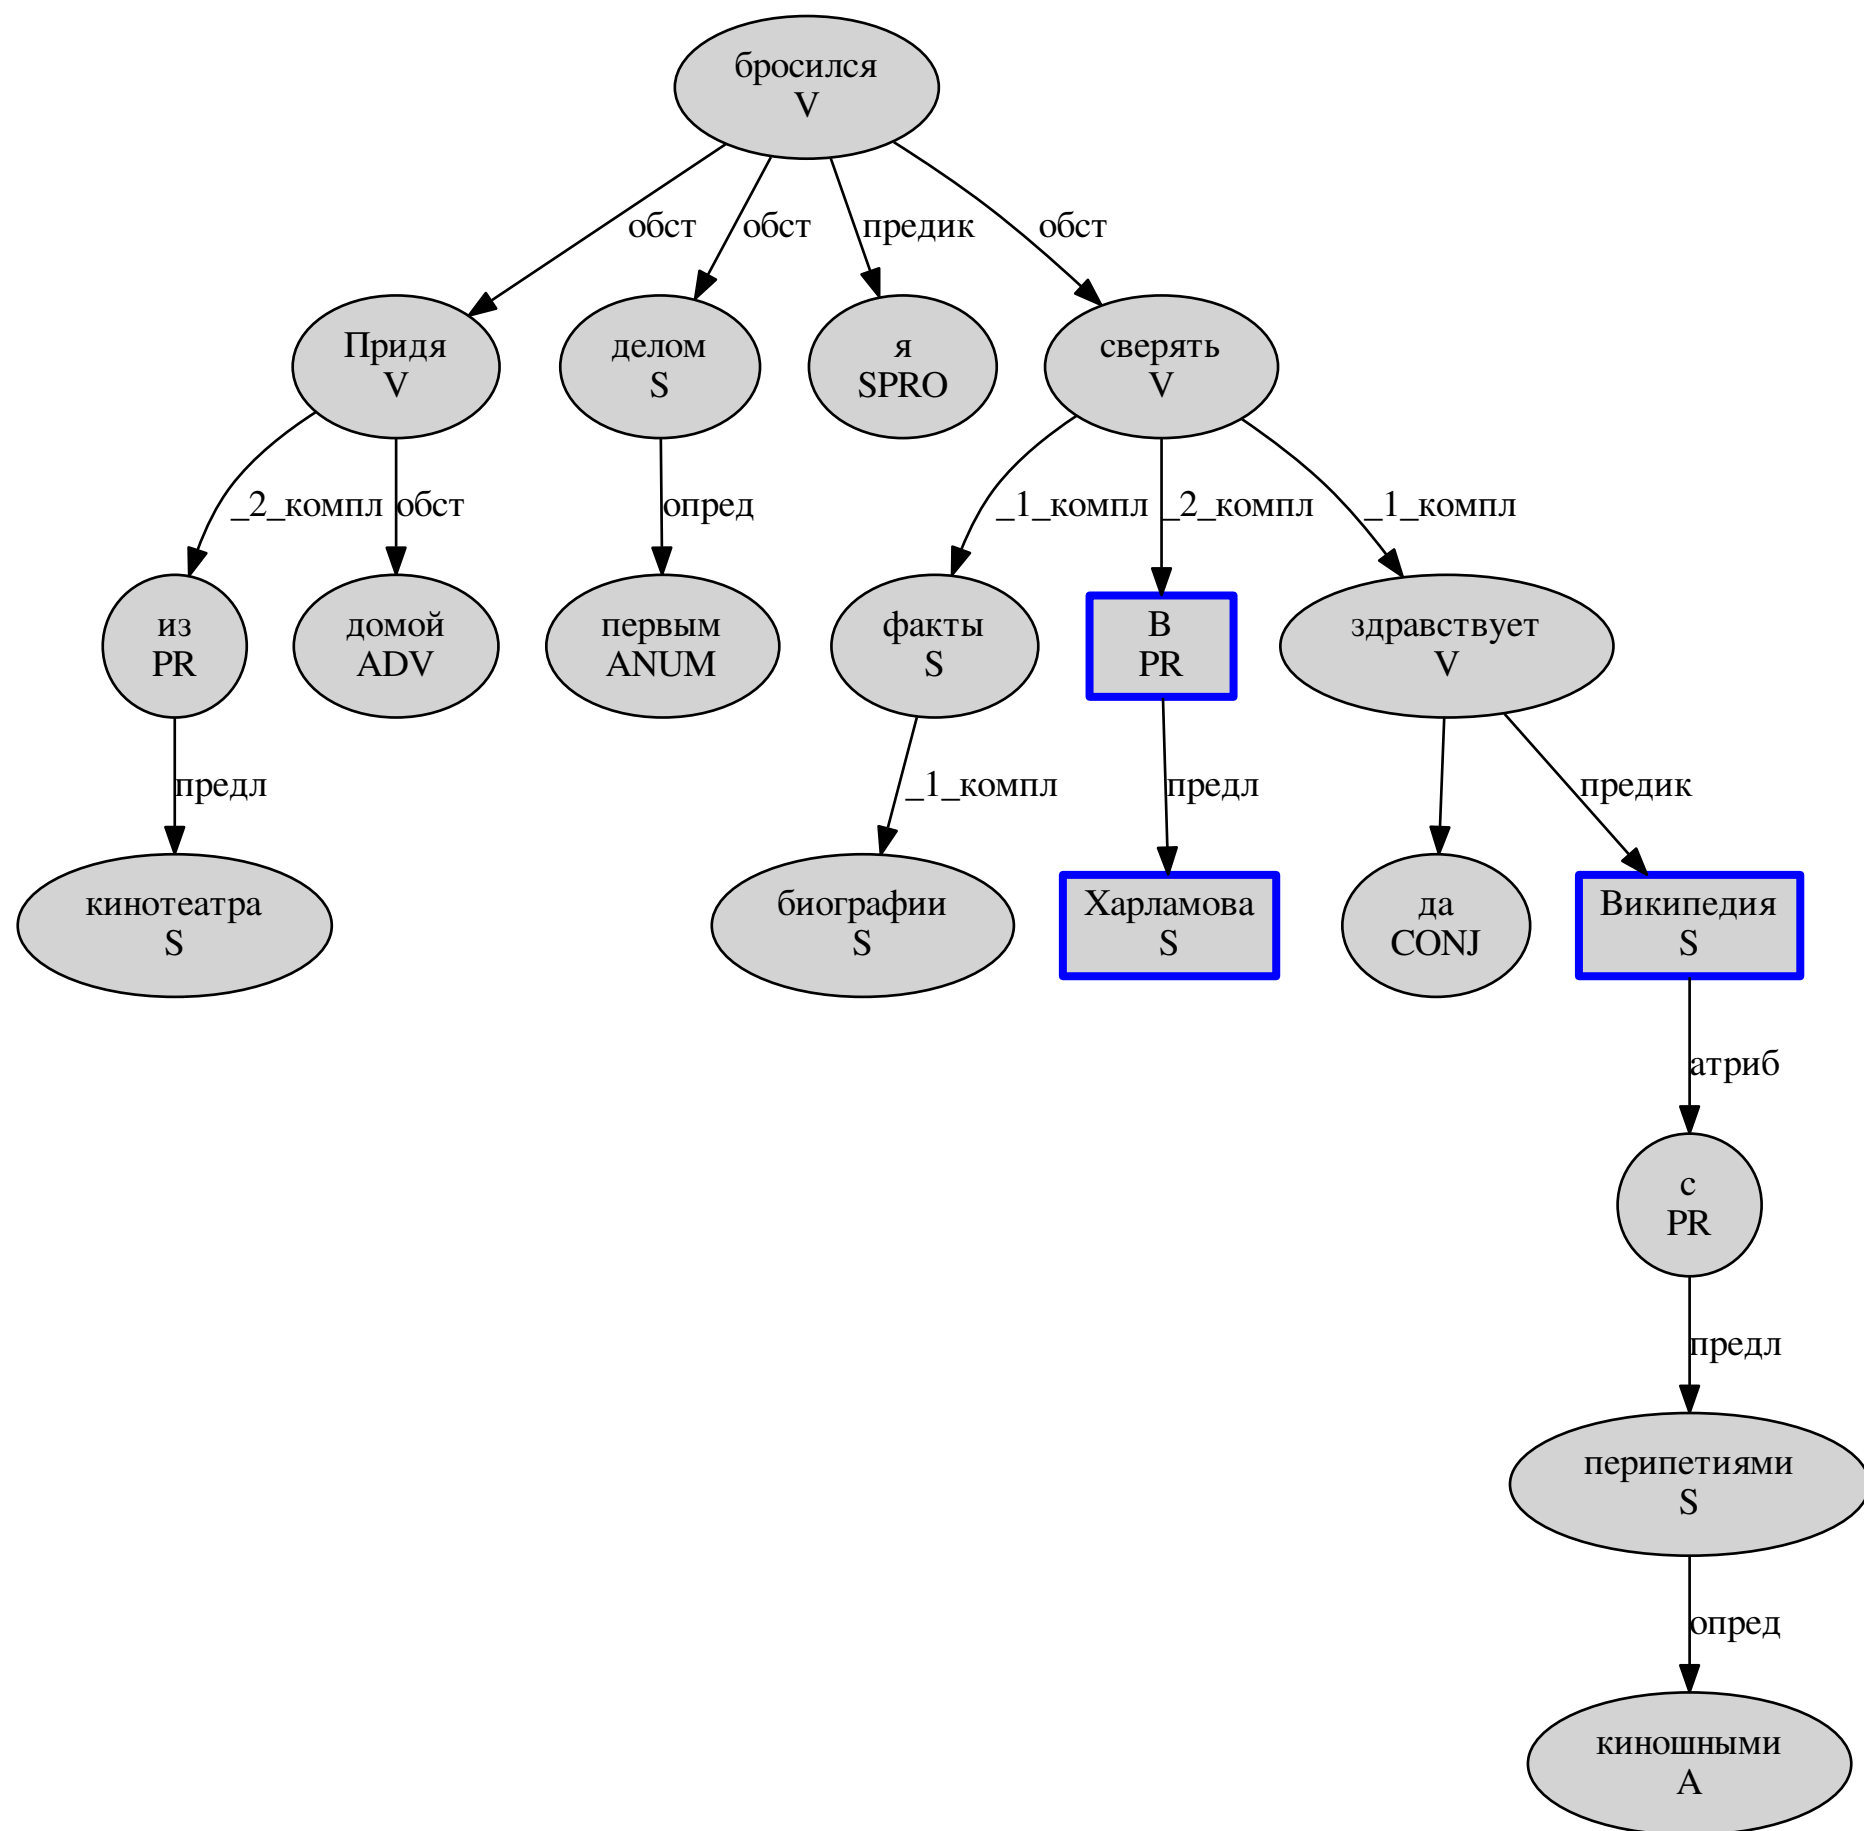 бросился
V
обст
обст
предик
обст
Придя
V
делом
S
я
SPRO
сверять
V
_2_компл
обст
опред
_1_компл
_2_компл
_1_компл
из
PR
домой
ADV
первым
ANUM
факты
S
В
PR
здравствует
V
предл
_1_компл
предл
предик
кинотеатра
S
биографии
S
Харламова
S
да
CONJ
Википедия
S
атриб
с
PR
предл
перипетиями
S
опред
киношными
A